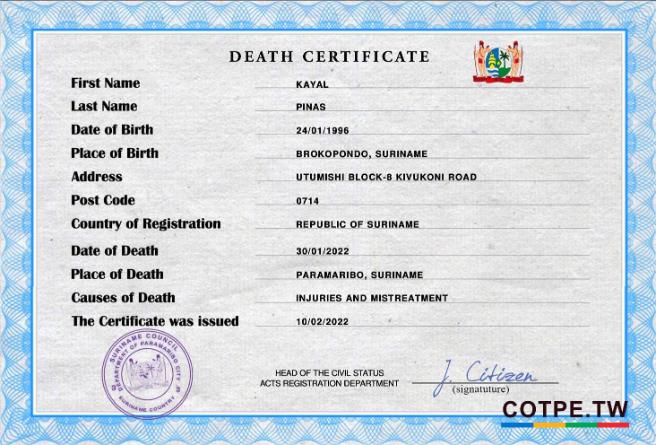 DEATH CERTIFICATE
First Name KAYAL
Last Name PINAS
Date of Birth 24/01/1996
Place of Birth BROKOPONDO, SURINAME
Address UTUMISHI BLOCK-8 KIVUKONI ROAD
Post Code 0714
Country of Registration REPUBLIC OF SURINAME
Date of Death 30/01/2022
Place of Death PARAMARIBO, SURINAME
Causes of Death INJURIES AND MISTREATMENT
The Certificate was issued 10/02/2022
SURINAME COUNCIL
DEPARTMENT OF PARAMARIBO CITY
SURINAME COUNTRY
HEAD OF THE CIVIL STATUS
ACTS REGISTRATION DEPARTMENT
J. Citizen
(signatuture)
COTPE.TW